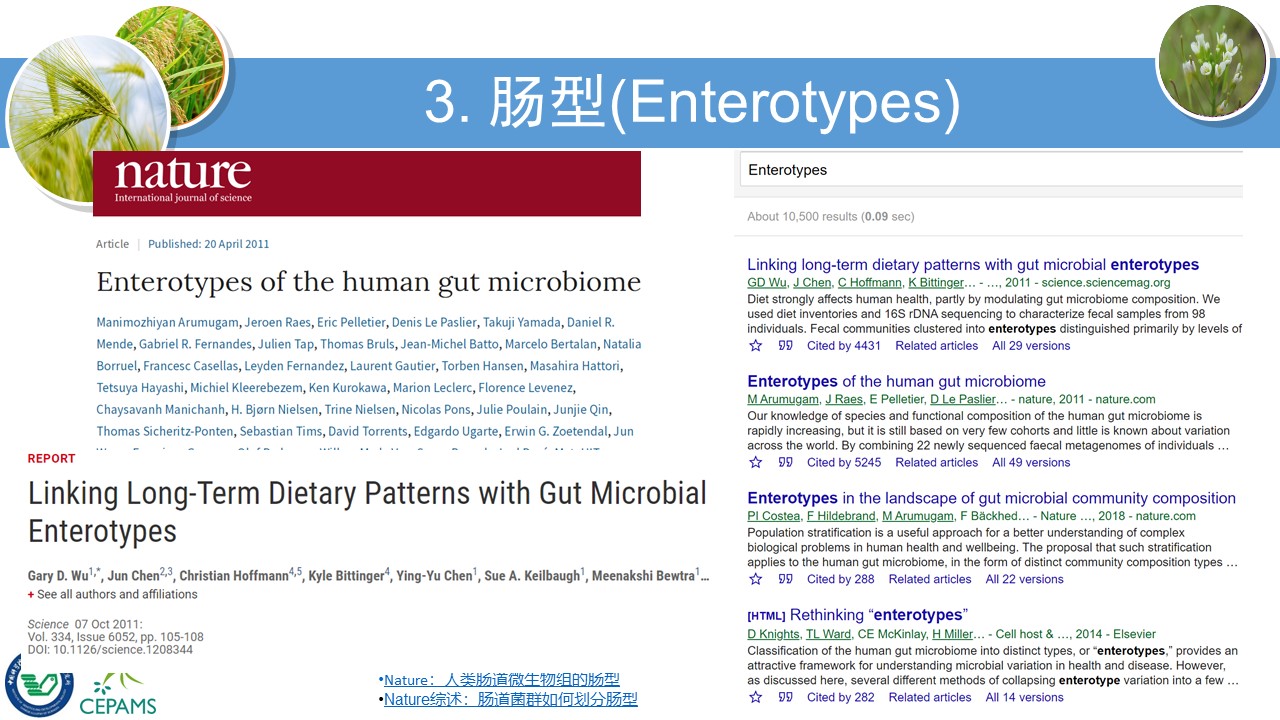 3. 肠型(Enterotypes)
nature
International journal of science
Article | Published: 20 April 2011
Enterotypes of the human gut microbiome
Manimozhiyan Arumugam, Jeroen Raes, Eric Pelletier, Denis Le Paslier, Takuji Yamada, Daniel R.
Mende, Gabriel R. Fernandes, Julien Tap, Thomas Bruls, Jean-Michel Batto, Marcelo Bertalan, Natalia
Borruel, Francesc Casellas, Leyden Fernandez, Laurent Gautier, Torben Hansen, Masahira Hattori,
Tetsuya Hayashi, Michiel Kleerebezem, Ken Kurokawa, Marion Leclerc, Florence Levenez,
Chaysavanh Manichanh, H. Bjørn Nielsen, Trine Nielsen, Nicolas Pons, Julie Poulain, Junjie Qin,
Thomas Sicheritz-Ponten, Sebastian Tims, David Torrents, Edgardo Ugarte, Erwin G. Zoetendal, Jun
REPORT
Linking Long-Term Dietary Patterns with Gut Microbial
Enterotypes
Gary D. Wu1,*, Jun Chen2,3, Christian Hoffmann4,5, Kyle Bittinger4, Ying-Yu Chen1, Sue A. Keilbaugh1, Meenakshi Bewtra1...
+ See all authors and affiliations
Science 07 Oct 2011:
Vol. 334, Issue 6052, pp. 105-108
DOI: 10.1126/science.1208344
CEPAMS
•Nature：人类肠道微生物组的肠型
•Nature综述：肠道菌群如何划分肠型
Enterotypes
About 10,500 results (0.09 sec)
Linking long-term dietary patterns with gut microbial enterotypes
GD Wu, J Chen, C Hoffmann, K Bittinger… - …, 2011 - science.sciencemag.org
Diet strongly affects human health, partly by modulating gut microbiome composition. We
used diet inventories and 16S rDNA sequencing to characterize fecal samples from 98
individuals. Fecal communities clustered into enterotypes distinguished primarily by levels of
Cited by 4431 Related articles All 29 versions
Enterotypes of the human gut microbiome
M Arumugam, J Raes, E Pelletier, D Le Paslier… - nature, 2011 - nature.com
Our knowledge of species and functional composition of the human gut microbiome is
rapidly increasing, but it is still based on very few cohorts and little is known about variation
across the world. By combining 22 newly sequenced faecal metagenomes of individuals …
Cited by 5245 Related articles All 49 versions
Enterotypes in the landscape of gut microbial community composition
PI Costea, F Hildebrand, M Arumugam, F Bäckhed… - Nature …, 2018 - nature.com
Population stratification is a useful approach for a better understanding of complex
biological problems in human health and wellbeing. The proposal that such stratification
applies to the human gut microbiome, in the form of distinct community composition types …
Cited by 288 Related articles All 22 versions
[HTML] Rethinking “enterotypes”
D Knights, TL Ward, CE McKinlay, H Miller… - Cell host & …, 2014 - Elsevier
Classification of the human gut microbiome into distinct types, or “enterotypes,” provides an
attractive framework for understanding microbial variation in health and disease. However,
as discussed here, several different methods of collapsing enterotype variation into a few …
Cited by 282 Related articles All 14 versions